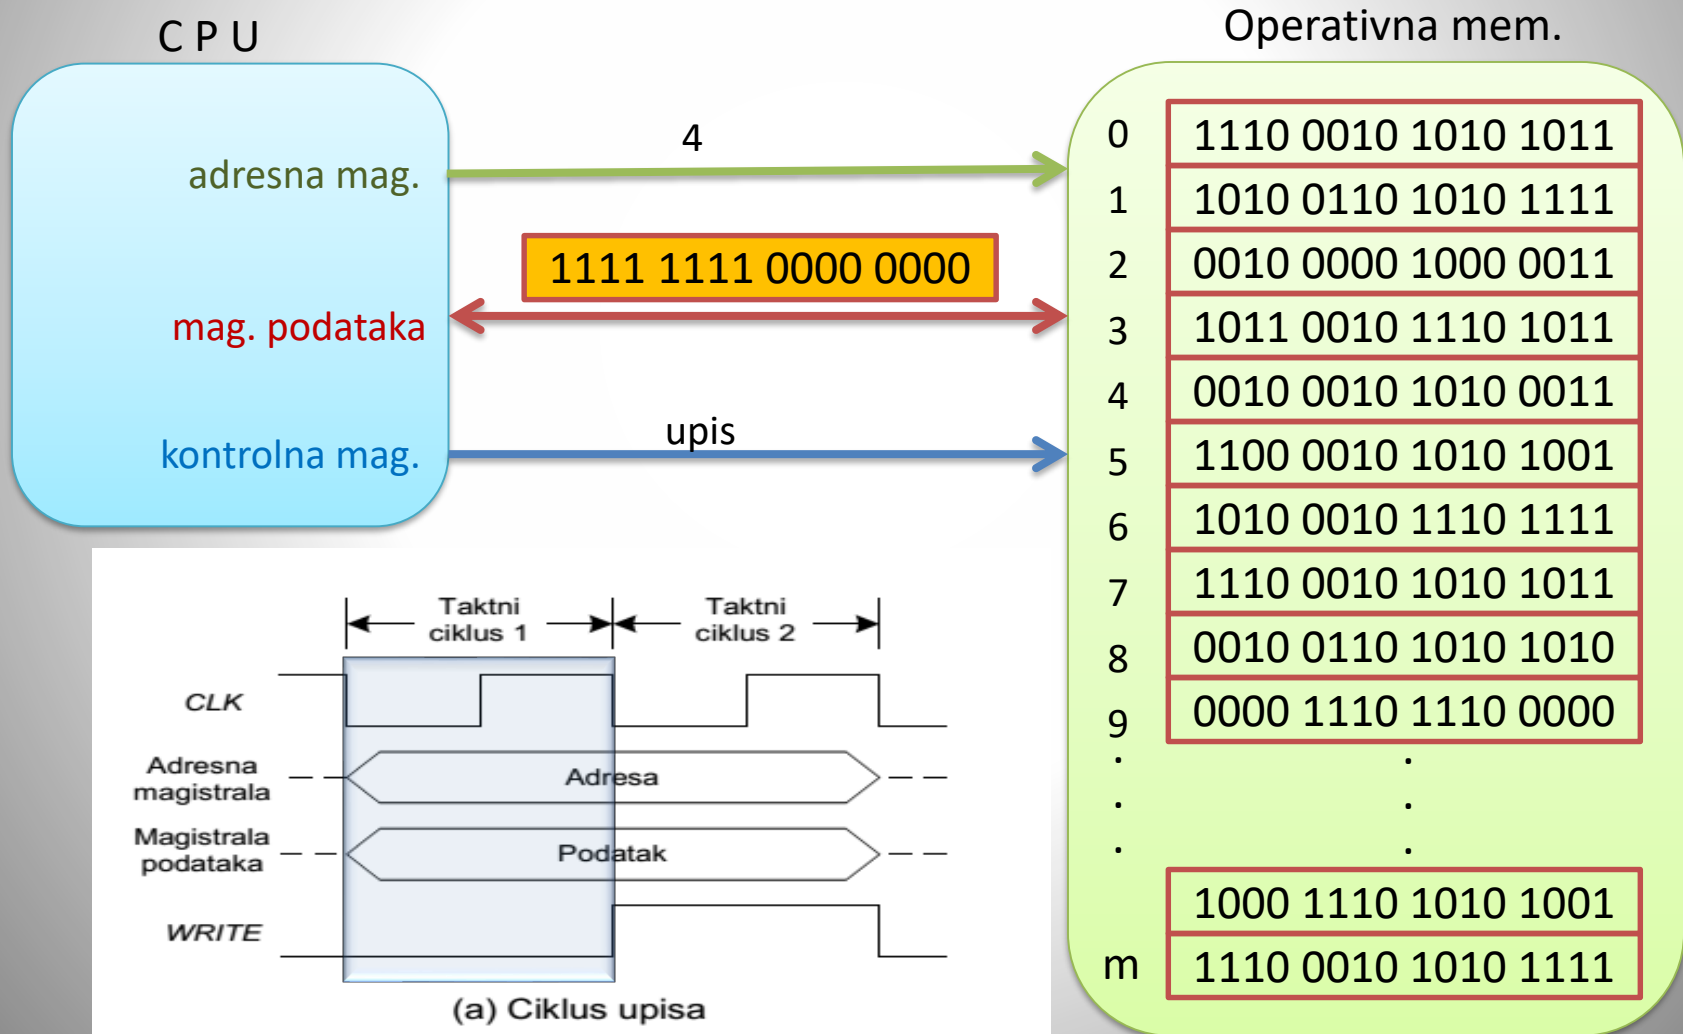 C P U
Operativna mem.
adresna mag.
4
1111 1111 0000 0000
mag. podataka
upis
kontrolna mag.
0 1110 0010 1010 1011
1 1010 0110 1010 1111
2 0010 0000 1000 0011
3 1011 0010 1110 1011
4 0010 0010 1010 0011
5 1100 0010 1010 1001
6 1010 0010 1110 1111
7 1110 0010 1010 1011
8 0010 0110 1010 1010
9 0000 1110 1110 0000
. .
. .
. .
1000 1110 1010 1001
m 1110 0010 1010 1111
Taktni
ciklus 1
Taktni
ciklus 2
CLK
Adresna
magistrala
Adresa
Magistrala
podataka
Podatak
WRITE
(a) Ciklus upisa